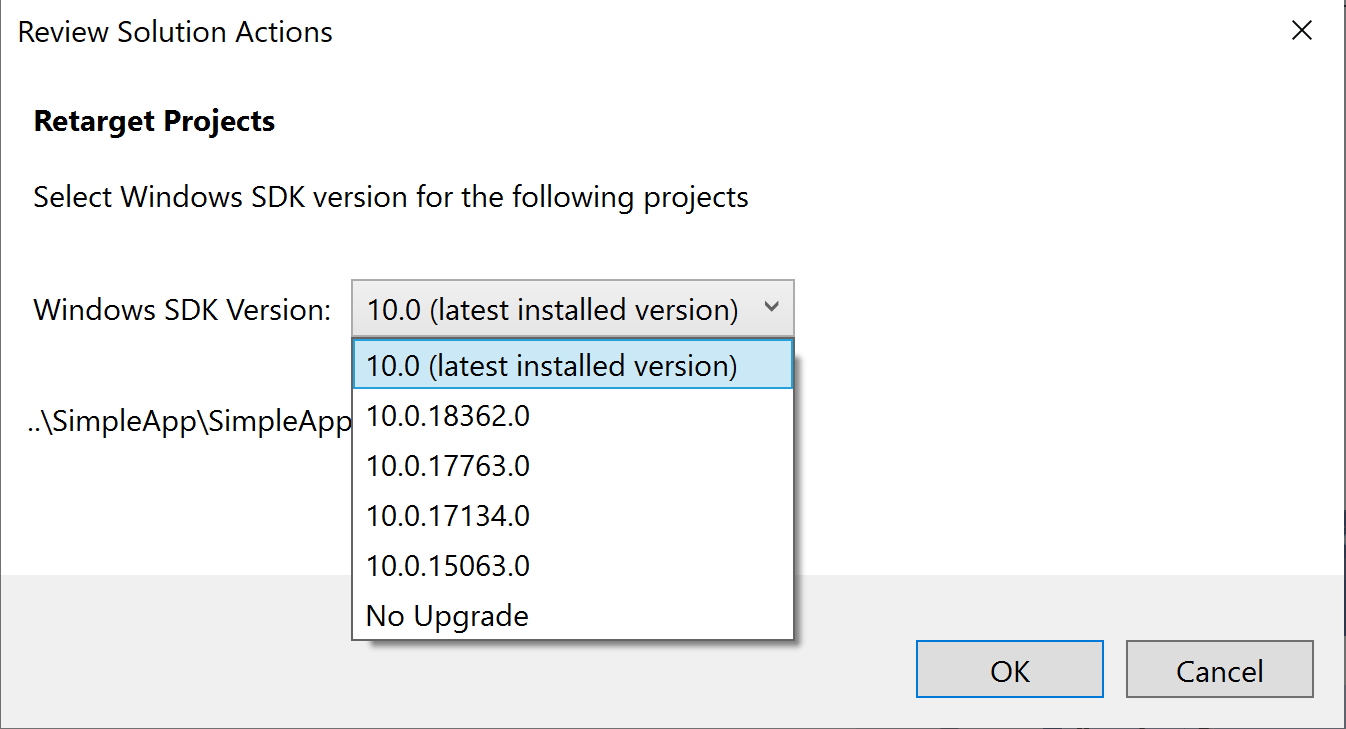 Review Solution Actions
Retarget Projects
Select Windows SDK version for the following projects
Windows SDK Version: 10.0 (latest installed version)
10.0 (latest installed version)
..\SimpleApp\SimpleApp
10.0.18362.0
10.0.17763.0
10.0.17134.0
10.0.15063.0
No Upgrade
OK Cancel